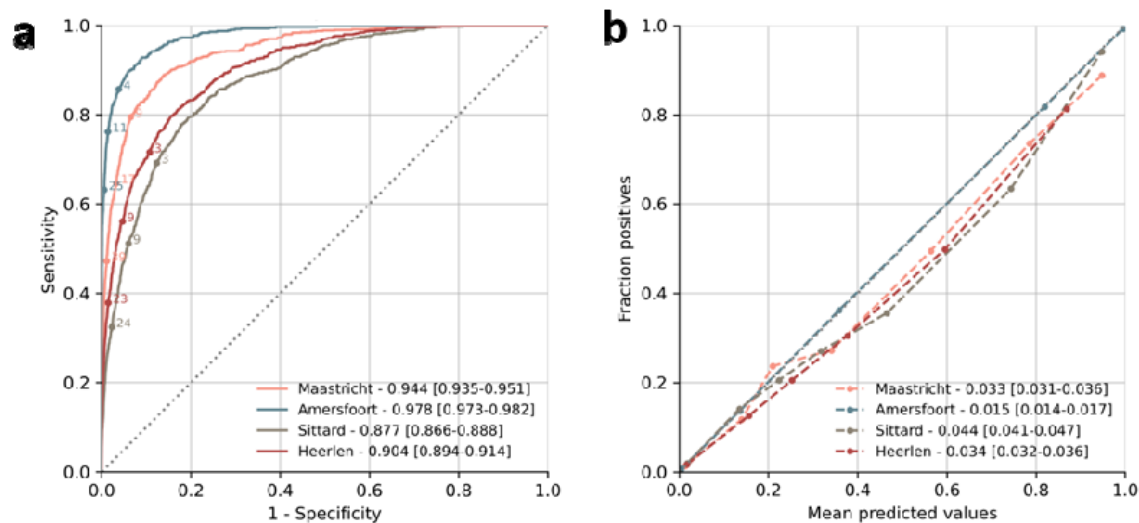 a
1.0
0.8
0.6
0.4
0.2
0.0
Sensitivity
4
11
25
17
3
3
9
9
23
24
Maastricht - 0.944 [0.935-0.951]
Amersfoort - 0.978 [0.973-0.982]
Sittard - 0.877 [0.866-0.888]
Heerlen - 0.904 [0.894-0.914]
0.0 0.2 0.4 0.6 0.8 1.0
1 - Specificity
b
1.0
0.8
0.6
0.4
0.2
0.0
Fraction positives
Maastricht - 0.033 [0.031-0.036]
Amersfoort - 0.015 [0.014-0.017]
Sittard - 0.044 [0.041-0.047]
Heerlen - 0.034 [0.032-0.036]
0.0 0.2 0.4 0.6 0.8 1.0
Mean predicted values